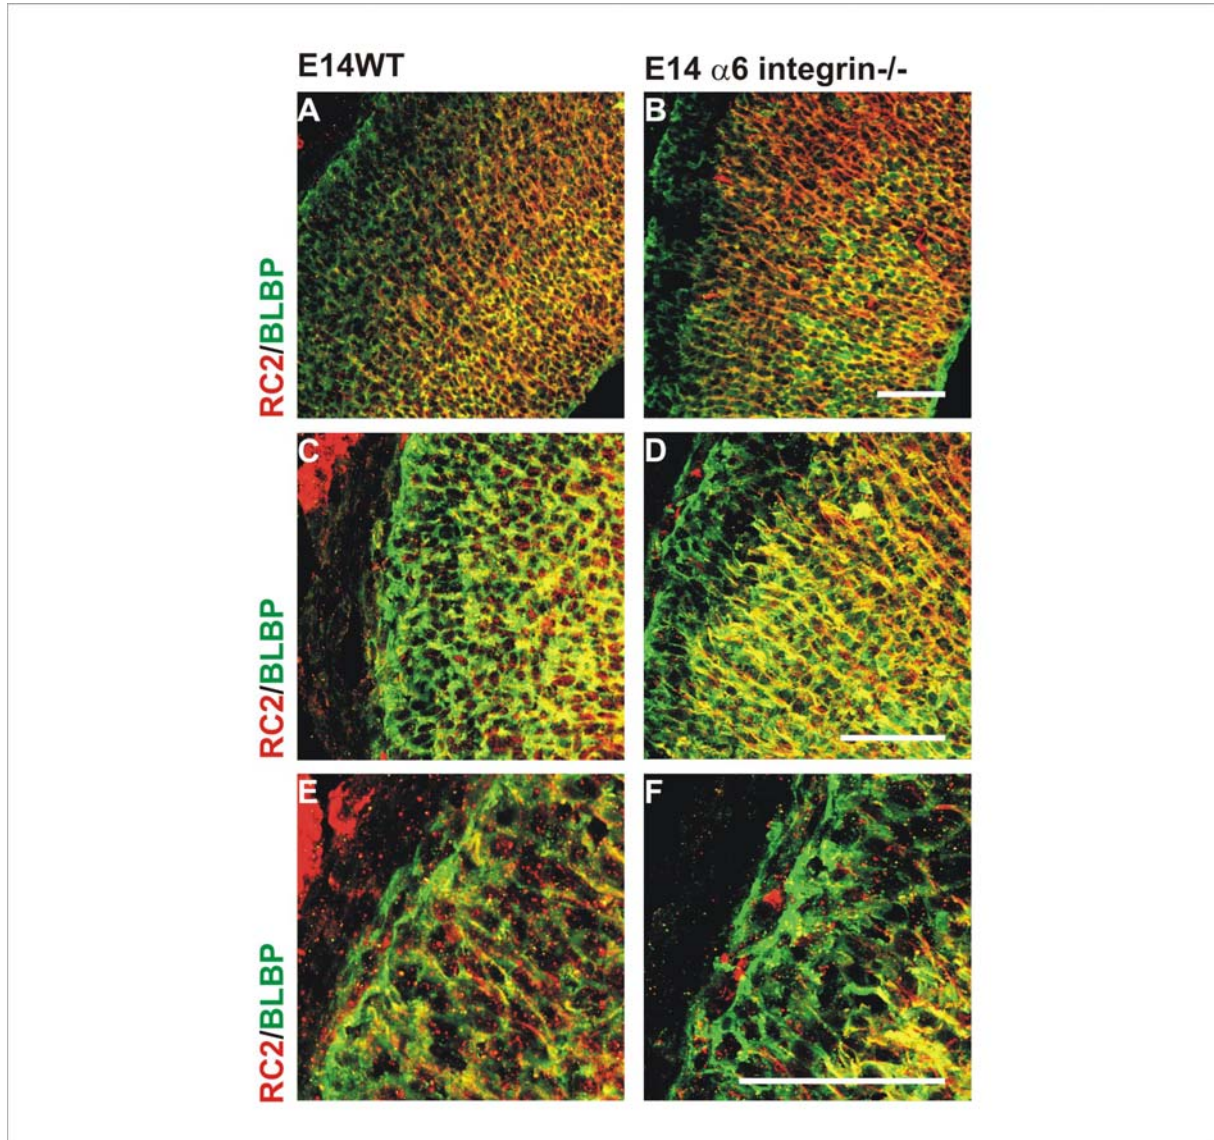 E14WT
E14 α6 integrin-/-
A
B
RC2/BLBP
C
D
RC2/BLBP
E
F
RC2/BLBP